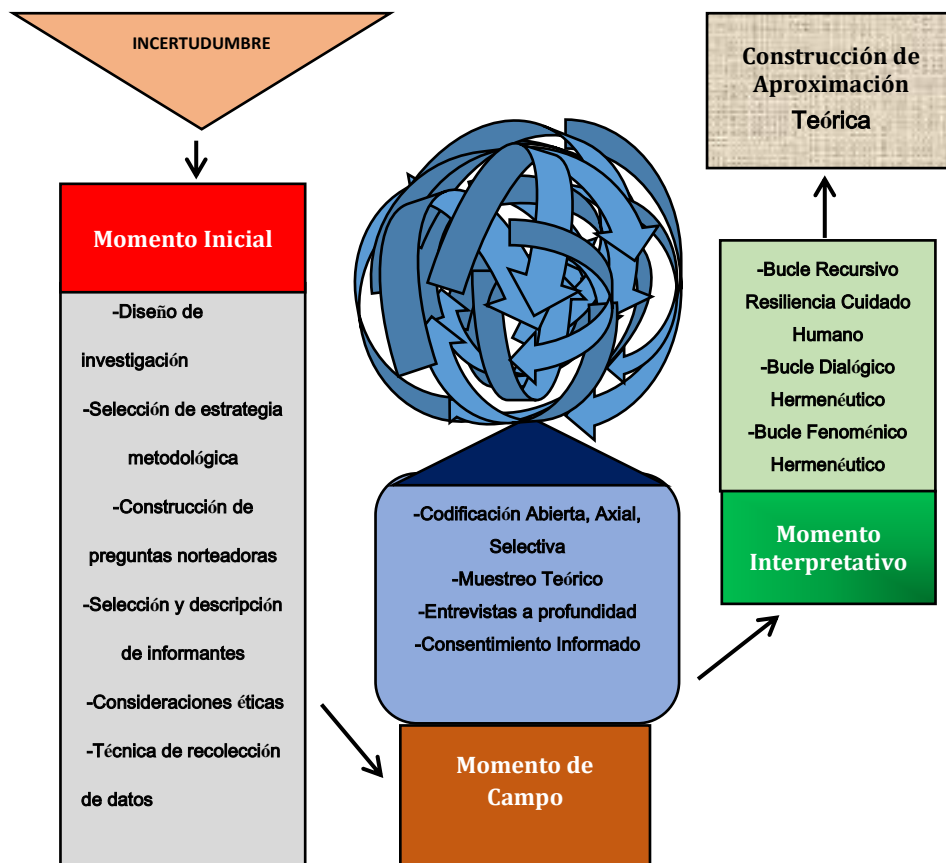 INCERTUDUMBRE
Momento Inicial
-Diseño de
investigación
-Selección de estrategia
metodológica
-Construcción de
preguntas norteadoras
-Selección y descripción
de informantes
-Consideraciones éticas
-Técnica de recolección
de datos
-Codificación Abierta, Axial,
Selectiva
-Muestreo Teórico
-Entrevistas a profundidad
-Consentimiento Informado
Momento de
Campo
Construcción de
Aproximación
Teórica
-Bucle Recursivo
Resiliencia Cuidado
Humano
-Bucle Dialógico
Hermenéutico
-Bucle Fenoménico
Hermenéutico
Momento
Interpretativo